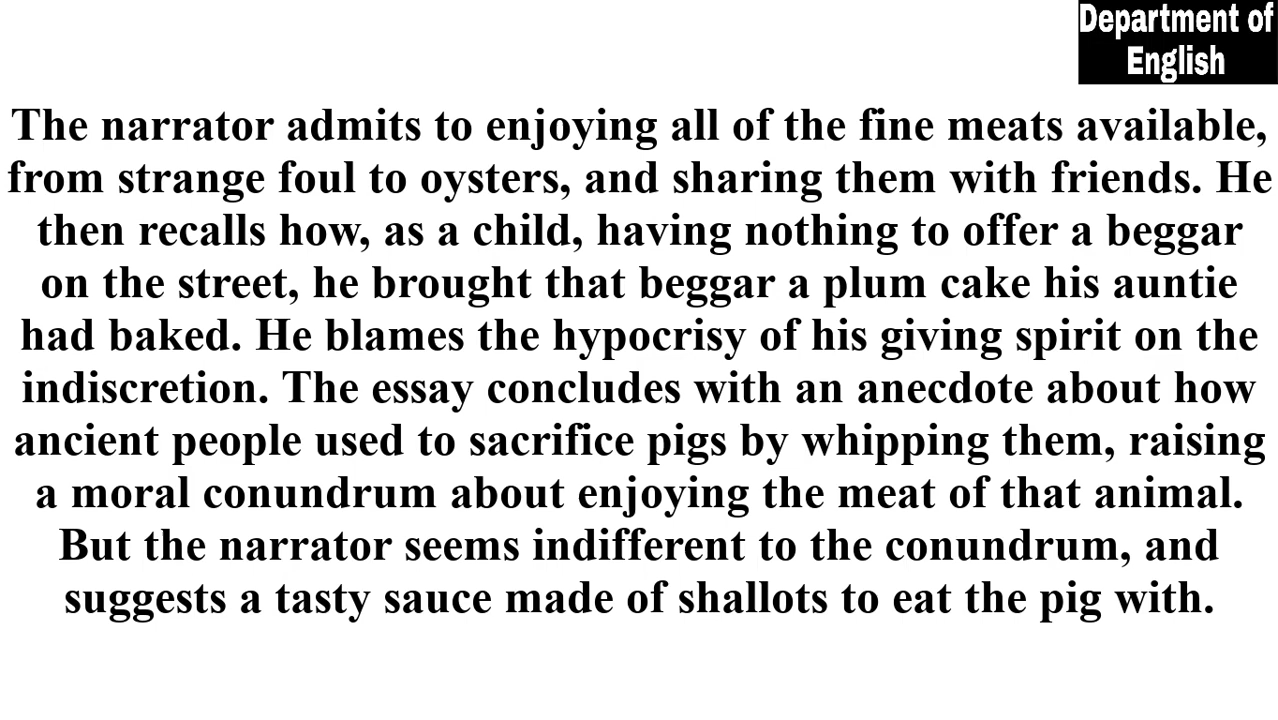 Department of
English
The narrator admits to enjoying all of the fine meats available,
from strange foul to oysters, and sharing them with friends. He
then recalls how, as a child, having nothing to offer a beggar
on the street, he brought that beggar a plum cake his auntie
had baked. He blames the hypocrisy of his giving spirit on the
indiscretion. The essay concludes with an anecdote about how
ancient people used to sacrifice pigs by whipping them, raising
a moral conundrum about enjoying the meat of that animal.
But the narrator seems indifferent to the conundrum, and
suggests a tasty sauce made of shallots to eat the pig with.